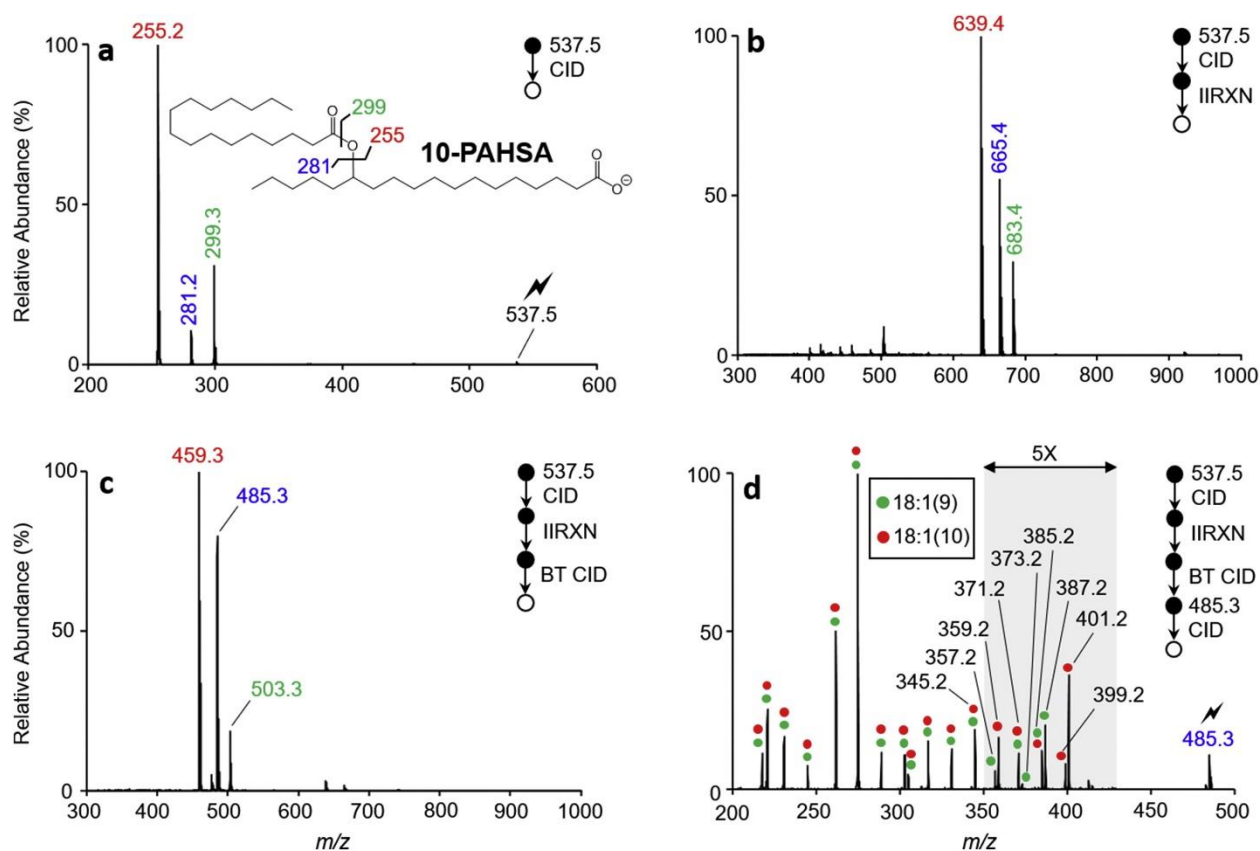 a
255.2
100
50
0
Relative Abundance (%)
299
255
281
10-PAHSA
O
O
O
O
281.2
299.3
537.5
537.5
CID
200
300
400
500
600
b
639.4
100
50
0
665.4
683.4
537.5
CID
IIRXN
300
400
500
600
700
800
900
1000
c
459.3
100
50
0
Relative Abundance (%)
485.3
503.3
537.5
CID
IIRXN
BT CID
300
400
500
600
700
800
900
1000
m/z
d
100
50
0
18:1(9)
18:1(10)
5X
345.2
357.2
359.2
371.2
373.2
385.2
387.2
401.2
399.2
485.3
537.5
CID
IIRXN
BT CID
485.3
CID
200
250
300
350
400
450
500
m/z